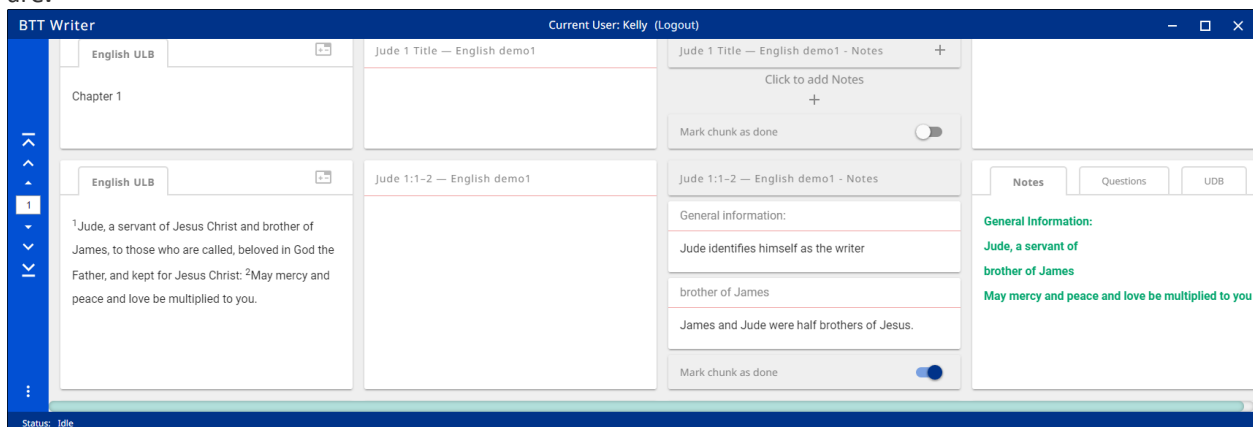 are.
BTT Writer
Current User: Kelly (Logout)
English ULB
Jude 1 Title — English demo1
Jude 1 Title — English demo1 - Notes +
Chapter 1
Click to add Notes
+
Mark chunk as done
English ULB
Jude 1:1–2 — English demo1
Jude 1:1–2 — English demo1 - Notes
Notes
Questions
UDB
1
1Jude, a servant of Jesus Christ and brother of
James, to those who are called, beloved in God the
Father, and kept for Jesus Christ: 2May mercy and
peace and love be multiplied to you.
General information:
Jude identifies himself as the writer
brother of James
James and Jude were half brothers of Jesus.
Mark chunk as done
General Information:
Jude, a servant of
brother of James
May mercy and peace and love be multiplied to you
Status: Idle